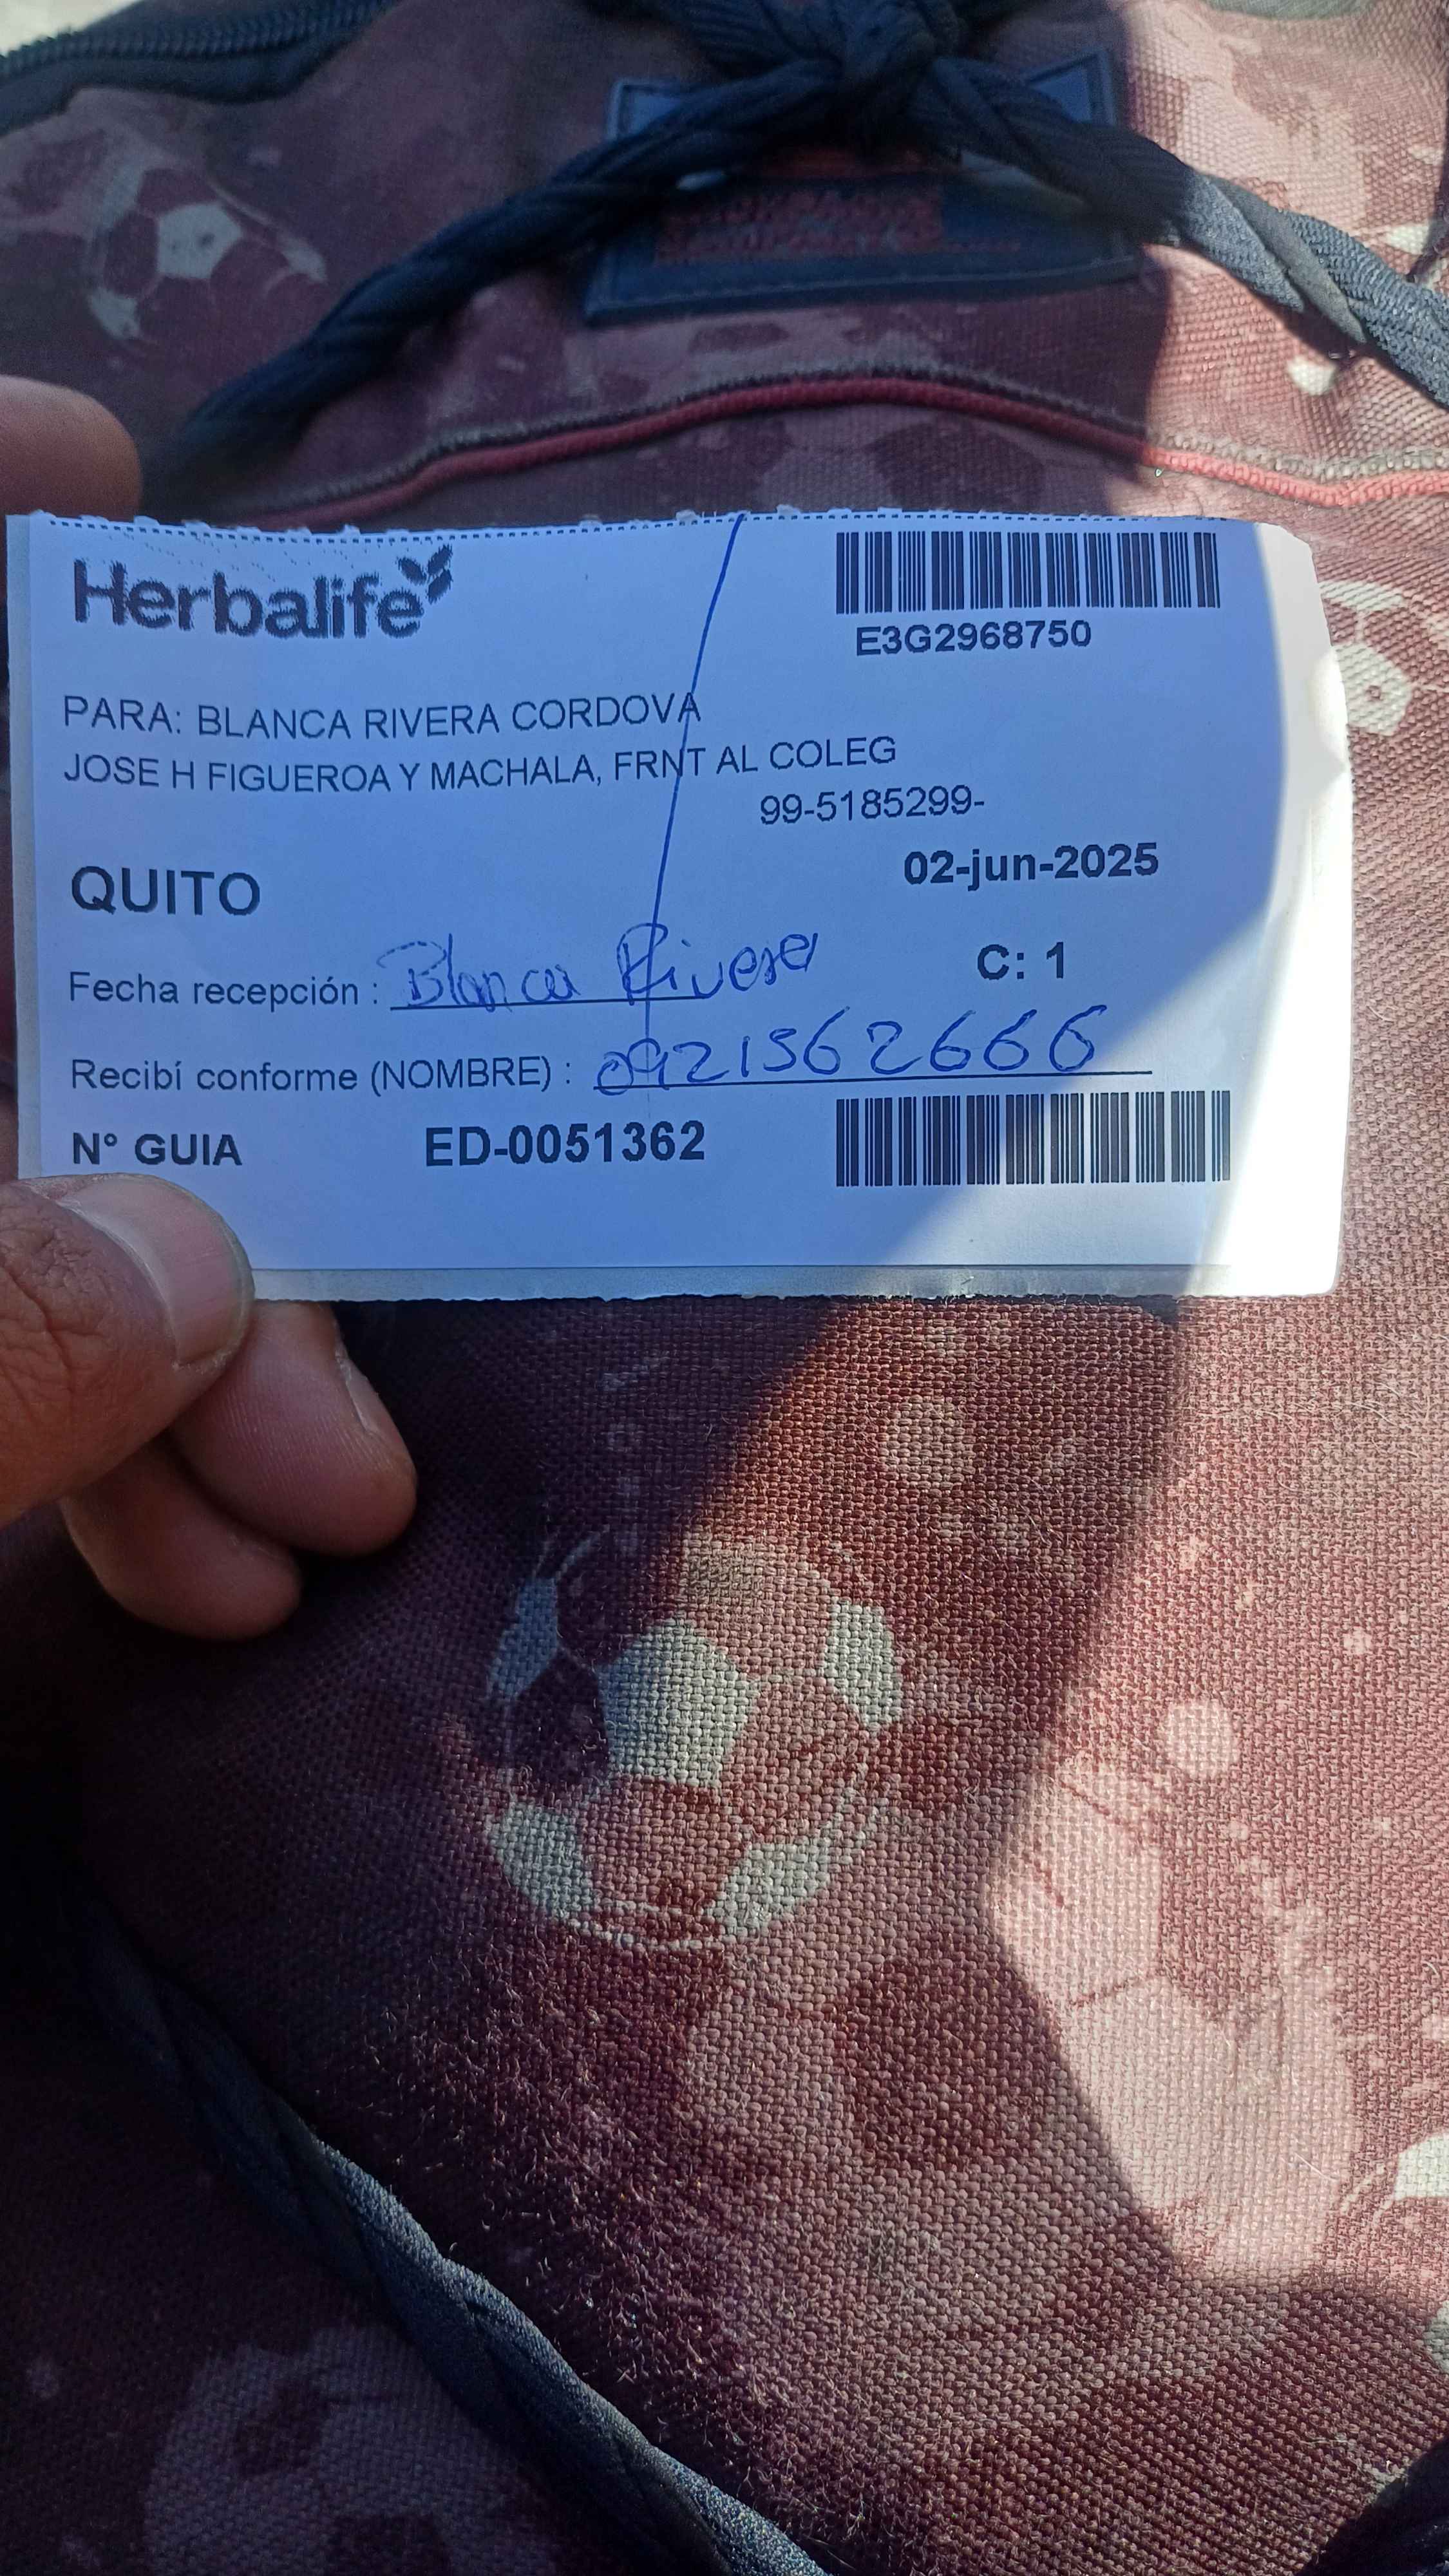 Herbalife
E3G2968750
PARA: BLANCA RIVERA CORDOVA
JOSE H FIGUEROA Y MACHALA, FRNT AL COLEG
99-5185299-
QUITO
02-jun-2025
Fecha recepción : Blanca Rivera
C: 1
Recibí conforme (NOMBRE) : 0921562666
N° GUIA ED-0051362